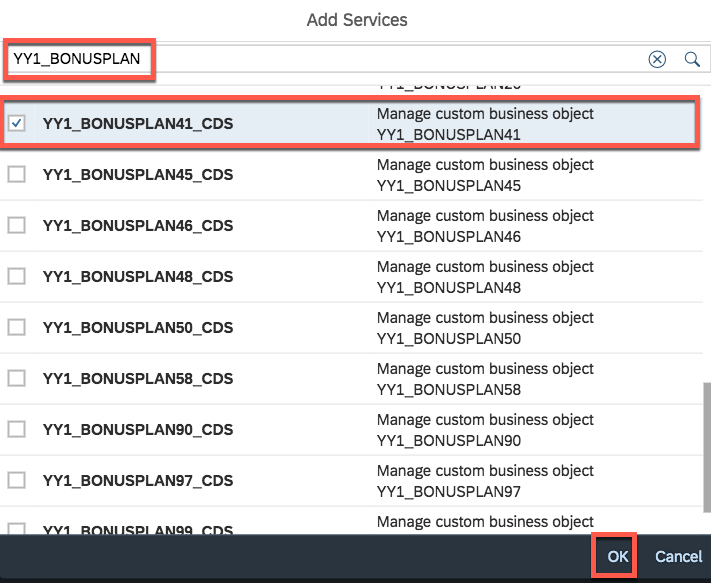 Add Services
YY1_BONUSPLAN
YY1_BONUSPLAN26
YY1_BONUSPLAN41_CDS
Manage custom business object
YY1_BONUSPLAN41
YY1_BONUSPLAN45_CDS
Manage custom business object
YY1_BONUSPLAN45
YY1_BONUSPLAN46_CDS
Manage custom business object
YY1_BONUSPLAN46
YY1_BONUSPLAN48_CDS
Manage custom business object
YY1_BONUSPLAN48
YY1_BONUSPLAN50_CDS
Manage custom business object
YY1_BONUSPLAN50
YY1_BONUSPLAN58_CDS
Manage custom business object
YY1_BONUSPLAN58
YY1_BONUSPLAN90_CDS
Manage custom business object
YY1_BONUSPLAN90
YY1_BONUSPLAN97_CDS
Manage custom business object
YY1_BONUSPLAN97
YY1_BONUSPLAN99_CDS
Manage custom business object
OK
Cancel